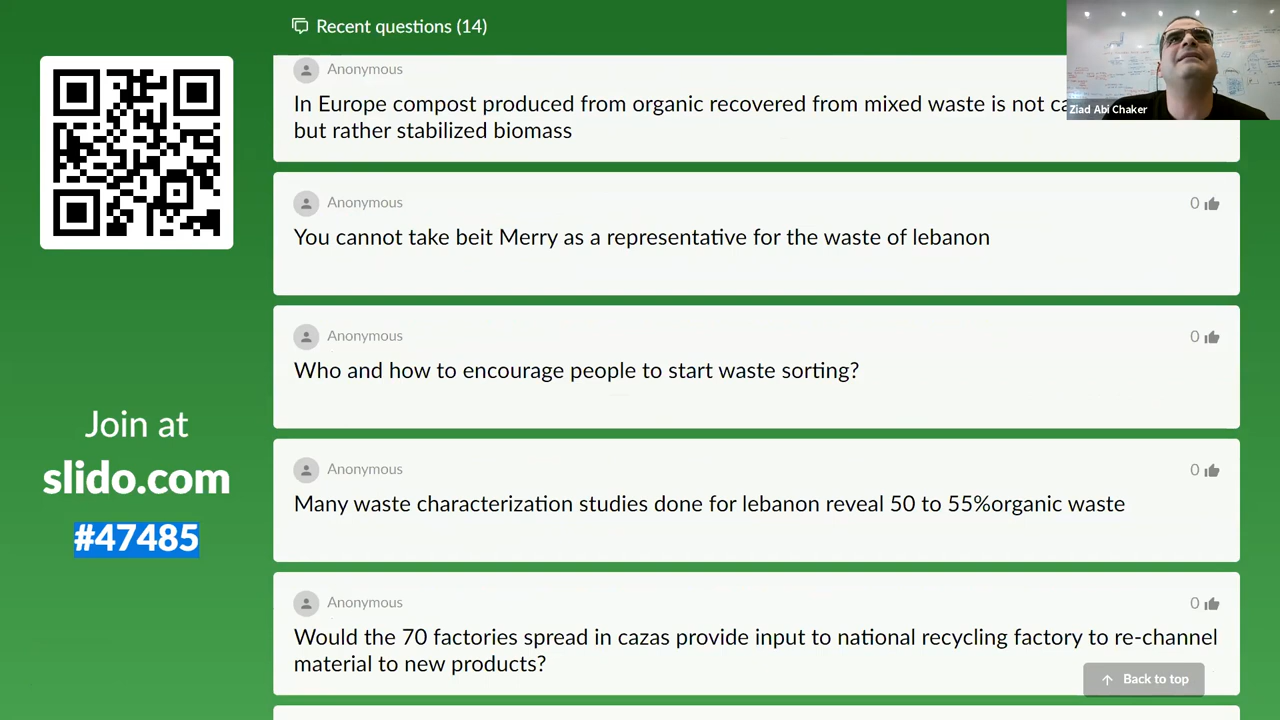 Recent questions (14)
Anonymous
In Europe compost produced from organic recovered from mixed waste is not
but rather stabilized biomass
Ziad Abi Chaker
Anonymous
0
You cannot take beit Merry as a representative for the waste of lebanon
Anonymous
0
Who and how to encourage people to start waste sorting?
Anonymous
0
Many waste characterization studies done for lebanon reveal 50 to 55%organic waste
Anonymous
0
Would the 70 factories spread in cazas provide input to national recycling factory to re-channel
material to new products?
Back to top
Join at
slido.com
#47485